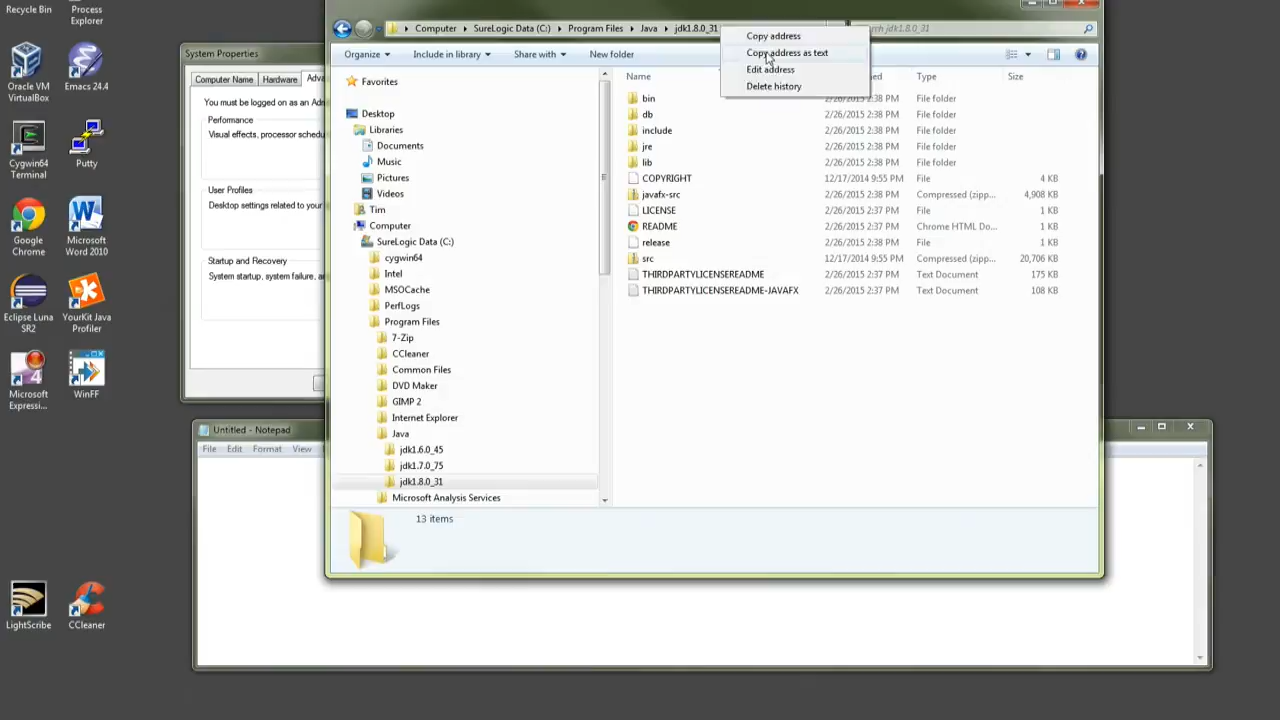 Recycle Bin
Process Explorer
Oracle VM VirtualBox
Emacs 24.4
Cygwin64 Terminal
Putty
Google Chrome
Microsoft Word 2010
Eclipse Luna SR2
YourKit Java Profiler
Microsoft Expressi...
WinFF
LightScribe
CCleaner
System Properties
Computer Name
Hardware
You must be logged on as an
Performance
Visual effects, processor
User Profiles
Desktop settings related to your
Startup and Recovery
System startup, system failure,
Computer SureLogic Data (C:) Program Files Java jdk1.8.0_31
jdk1.8.0_31
Organize
Include in library
Share with
New folder
Copy address
Copy address as text
Edit address
Delete history
Favorites
Desktop
Libraries
Documents
Music
Pictures
Videos
Tim
Computer
SureLogic Data (C:)
cygwin64
Intel
MSOCache
PerfLogs
Program Files
7-Zip
CCleaner
Common Files
DVD Maker
GIMP 2
Internet Explorer
Java
jdk1.6.0_45
jdk1.7.0_75
jdk1.8.0_31
Microsoft Analysis Services
Name Type Size
bin 2/26/2015 2:38 PM File folder
db 2/26/2015 2:38 PM File folder
include 2/26/2015 2:38 PM File folder
jre 2/26/2015 2:38 PM File folder
lib 2/26/2015 2:38 PM File folder
COPYRIGHT 12/17/2014 9:55 PM File 4 KB
javafx-src 2/26/2015 2:38 PM Compressed (zipp... 4,908 KB
LICENSE 2/26/2015 2:37 PM File 1 KB
README 2/26/2015 2:38 PM Chrome HTML Do... 1 KB
release 2/26/2015 2:38 PM File 1 KB
src 12/17/2014 9:55 PM Compressed (zipp... 20,706 KB
THIRDPARTYLICENSEREADME 2/26/2015 2:37 PM Text Document 175 KB
THIRDPARTYLICENSEREADME-JAVAFX 2/26/2015 2:37 PM Text Document 108 KB
13 items
Untitled - Notepad
File Edit Format View